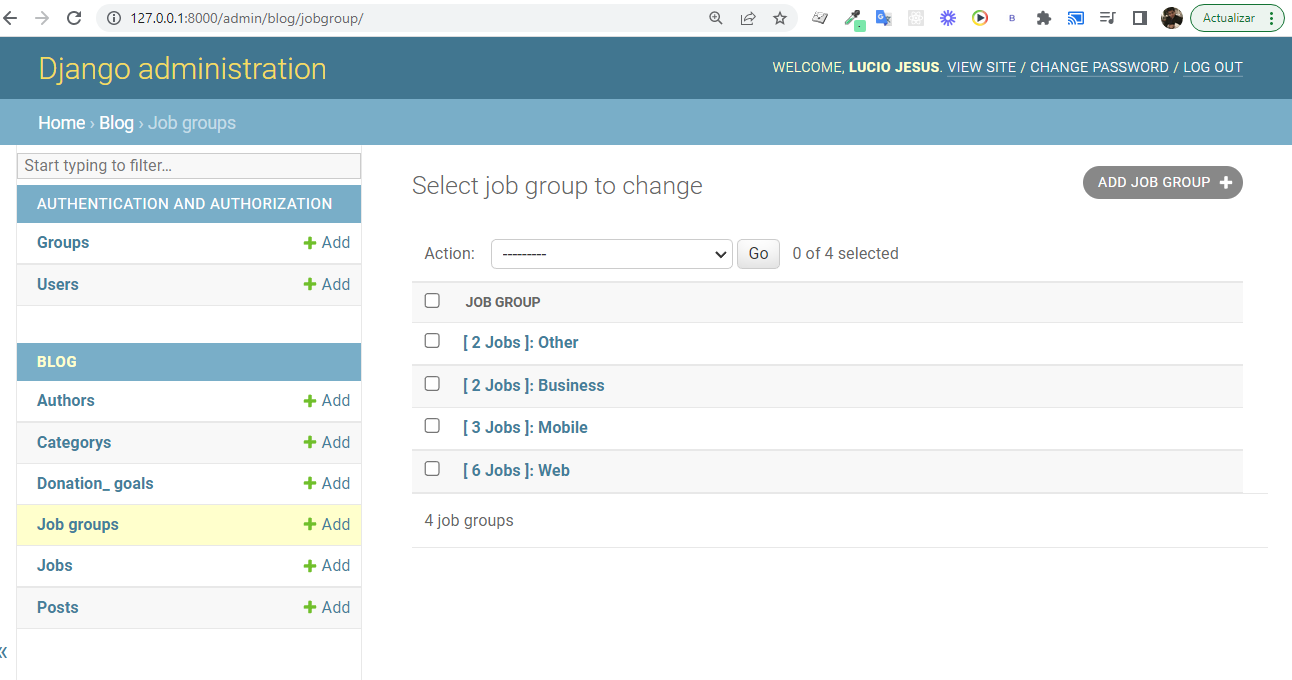 127.0.0.1:8000/admin/blog/jobgroup/
B
Actualizar
Django administration
WELCOME, LUCIO JESUS. VIEW SITE / CHANGE PASSWORD / LOG OUT
Home › Blog › Job groups
Start typing to filter...
Select job group to change
ADD JOB GROUP +
AUTHENTICATION AND AUTHORIZATION
Groups + Add
Users + Add
BLOG
Authors + Add
Categorys + Add
Donation_ goals + Add
Job groups + Add
Jobs + Add
Posts + Add
«
Action: --------- Go 0 of 4 selected
JOB GROUP
[ 2 Jobs ]: Other
[ 2 Jobs ]: Business
[ 3 Jobs ]: Mobile
[ 6 Jobs ]: Web
4 job groups